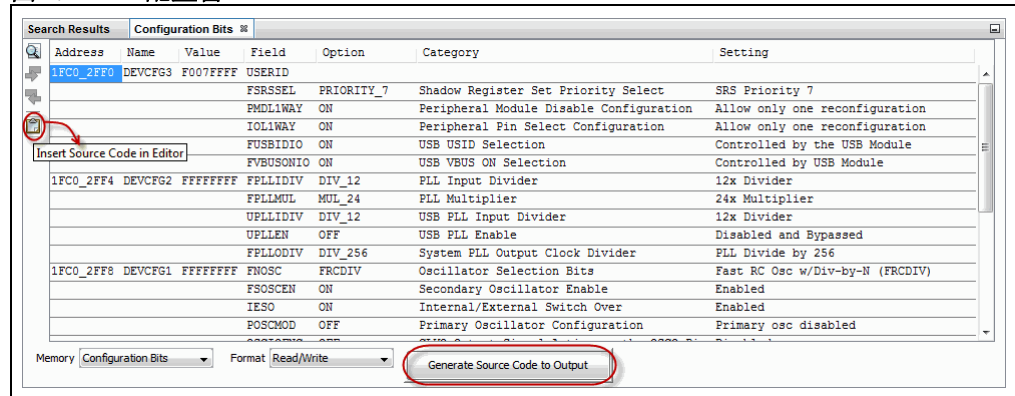 Search Results Configuration Bits
Address Name Value Field Option Category Setting
1FC0_2FF0 DEVCFG3 F007FFFF USERID
FSRSSEL PRIORITY_7 Shadow Register Set Priority Select SRS Priority 7
PMDL1WAY ON Peripheral Module Disable Configuration Allow only one reconfiguration
IOL1WAY ON Peripheral Pin Select Configuration Allow only one reconfiguration
FUSBIDIO ON USB USID Selection Controlled by the USB Module
Insert Source Code in Editor
FVBUSONIO ON USB VBUS ON Selection Controlled by USB Module
1FC0_2FF4 DEVCFG2 FFFFFFFF FPLLIDIV DIV_12 PLL Input Divider 12x Divider
FPLLMUL MUL_24 PLL Multiplier 24x Multiplier
UPLLIDIV DIV_12 USB PLL Input Divider 12x Divider
UPLLEN OFF USB PLL Enable Disabled and Bypassed
FPLLODIV DIV_256 System PLL Output Clock Divider PLL Divide by 256
1FC0_2FF8 DEVCFG1 FFFFFFFF FNOSC FRCDIV Oscillator Selection Bits Fast RC Osc w/Div-by-N (FRCDIV)
FSOSCEN ON Secondary Oscillator Enable Enabled
IESO ON Internal/External Switch Over Enabled
POSCMOD OFF Primary Oscillator Configuration Primary osc disabled
Memory Configuration Bits Format Read/Write Generate Source Code to Output